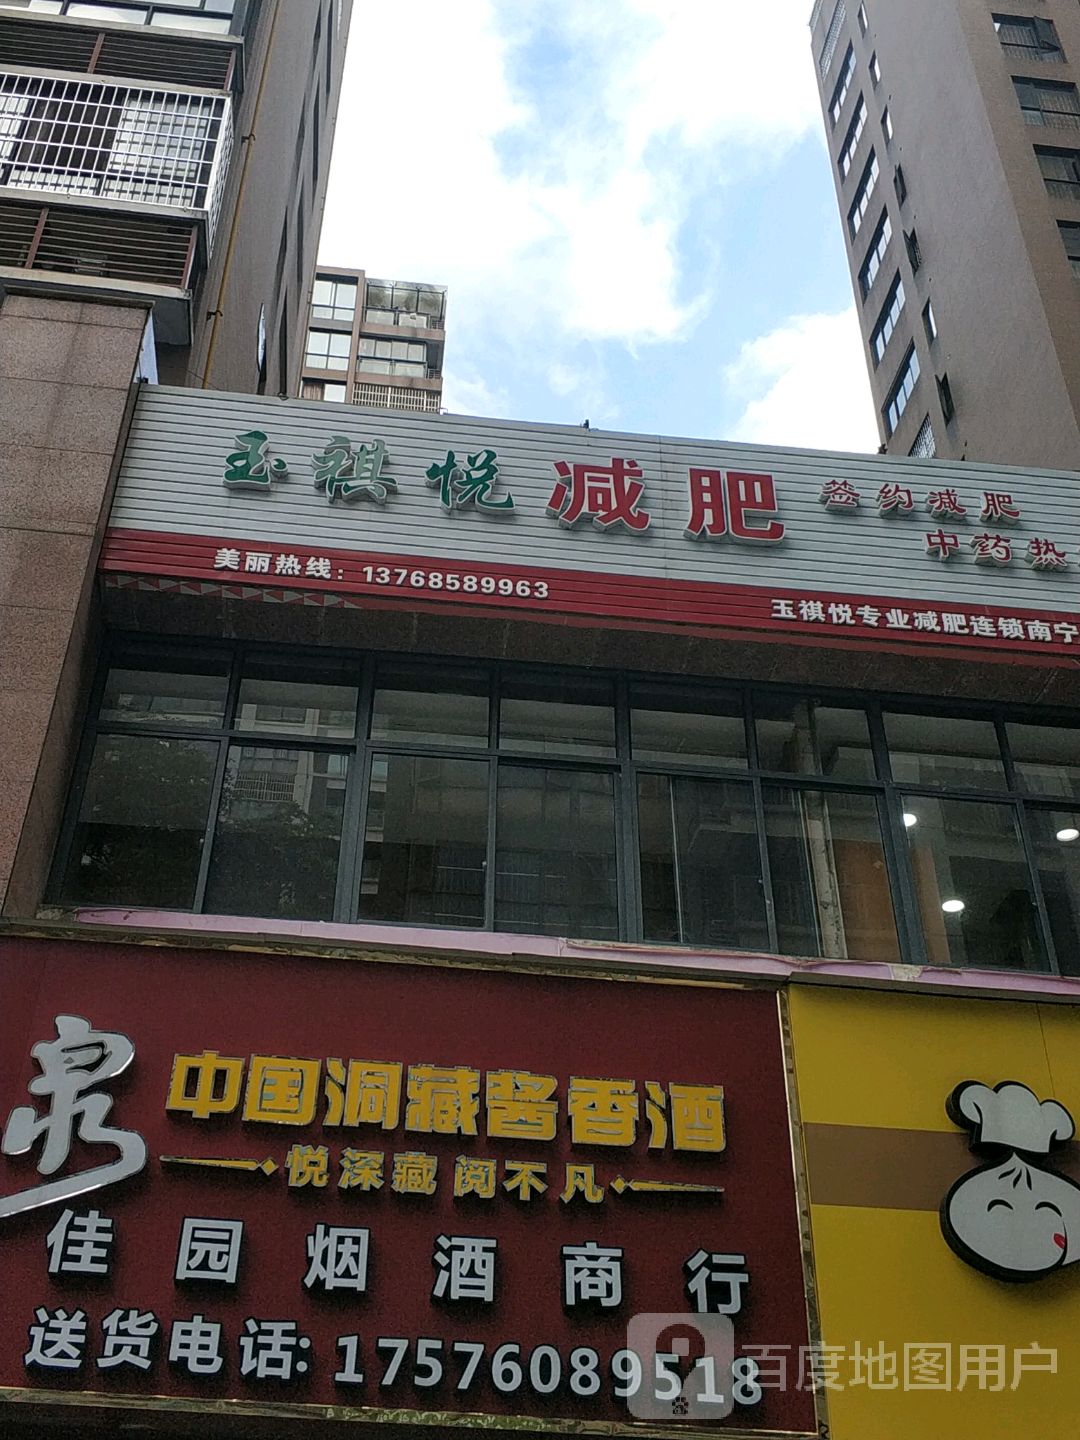 玉祺悦减肥 签约减肥
中药热
美丽热线：13768589963
玉祺悦专业减肥连锁南宁
泉
中国洞藏酱香酒
悦深藏 阅不凡
佳园烟酒商行
送货电话:17576089518
百度地图用户